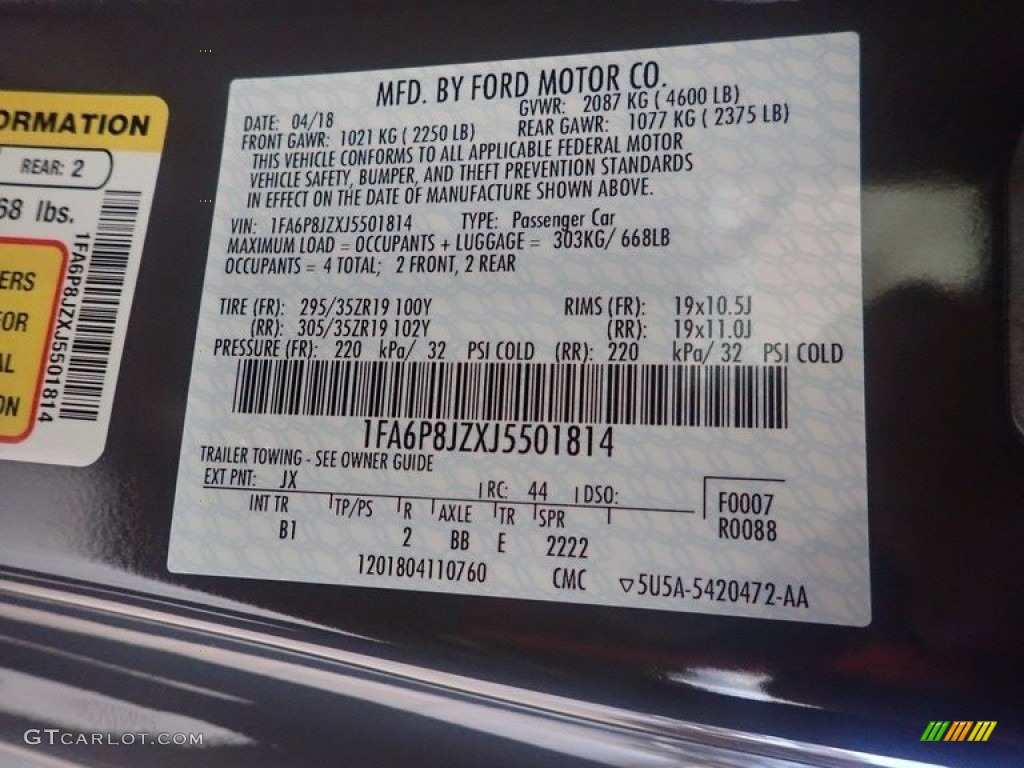 ORMATION
REAR: 2
68 lbs.
ERS
FOR
AL
ON
1FA6P8JZXJ5501814
MFD. BY FORD MOTOR CO.
DATE: 04/18 GVWR: 2087 KG ( 4600 LB)
FRONT GAWR: 1021 KG ( 2250 LB) REAR GAWR: 1077 KG ( 2375 LB)
THIS VEHICLE CONFORMS TO ALL APPLICABLE FEDERAL MOTOR
VEHICLE SAFETY, BUMPER, AND THEFT PREVENTION STANDARDS
IN EFFECT ON THE DATE OF MANUFACTURE SHOWN ABOVE.
VIN: 1FA6P8JZXJ5501814 TYPE: Passenger Car
MAXIMUM LOAD = OCCUPANTS + LUGGAGE = 303KG/ 668LB
OCCUPANTS = 4 TOTAL; 2 FRONT, 2 REAR
TIRE (FR): 295/35ZR19 100Y RIMS (FR): 19x10.5J
(RR): 305/35ZR19 102Y (RR): 19x11.0J
PRESSURE (FR): 220 kPa/ 32 PSI COLD (RR): 220 kPa/ 32 PSI COLD
1FA6P8JZXJ5501814
TRAILER TOWING - SEE OWNER GUIDE
EXT PNT: JX RC: 44 DSO:
INT TR TP/PS R AXLE TR SPR
B1 2 BB E 2222
F0007
R0088
1201804110760 CMC ▽5U5A-5420472-AA
GTCARLOT.COM